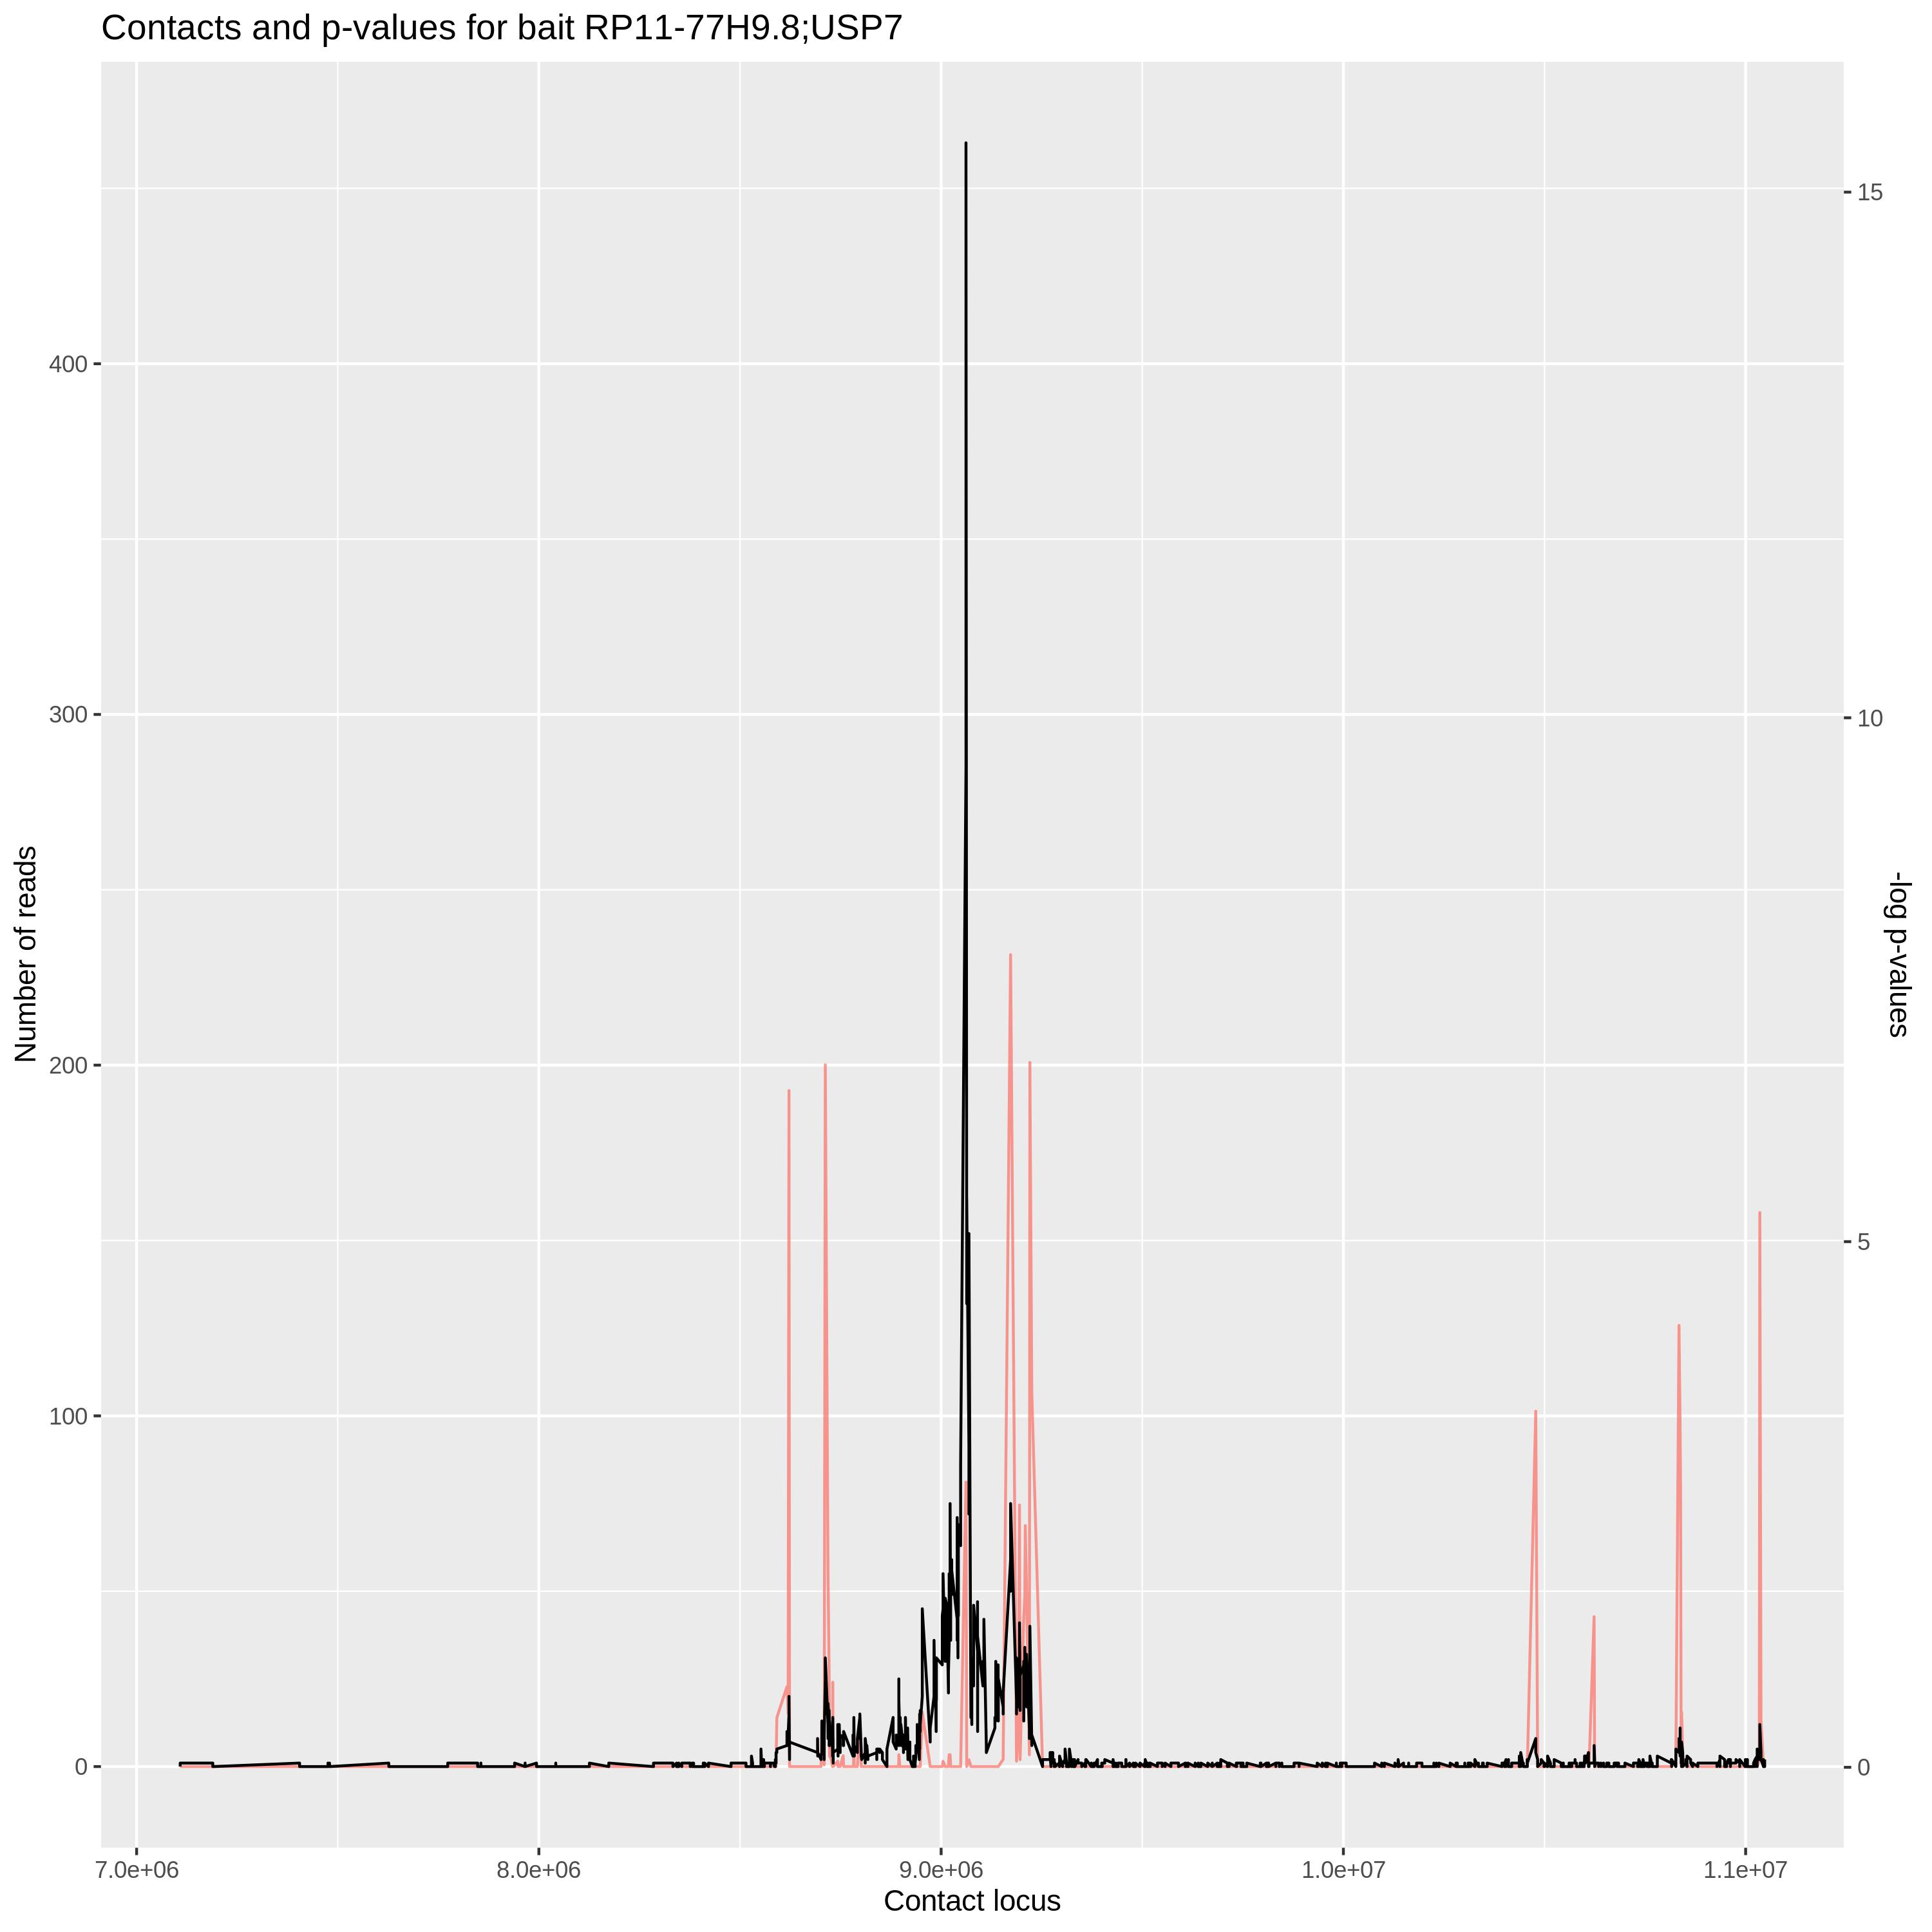 Contacts and p-values for bait RP11-77H9.8;USP7
Number of reads
400
300
200
100
0
15
10
5
0
-log p-values
7.0e+06 8.0e+06 9.0e+06 1.0e+07 1.1e+07
Contact locus